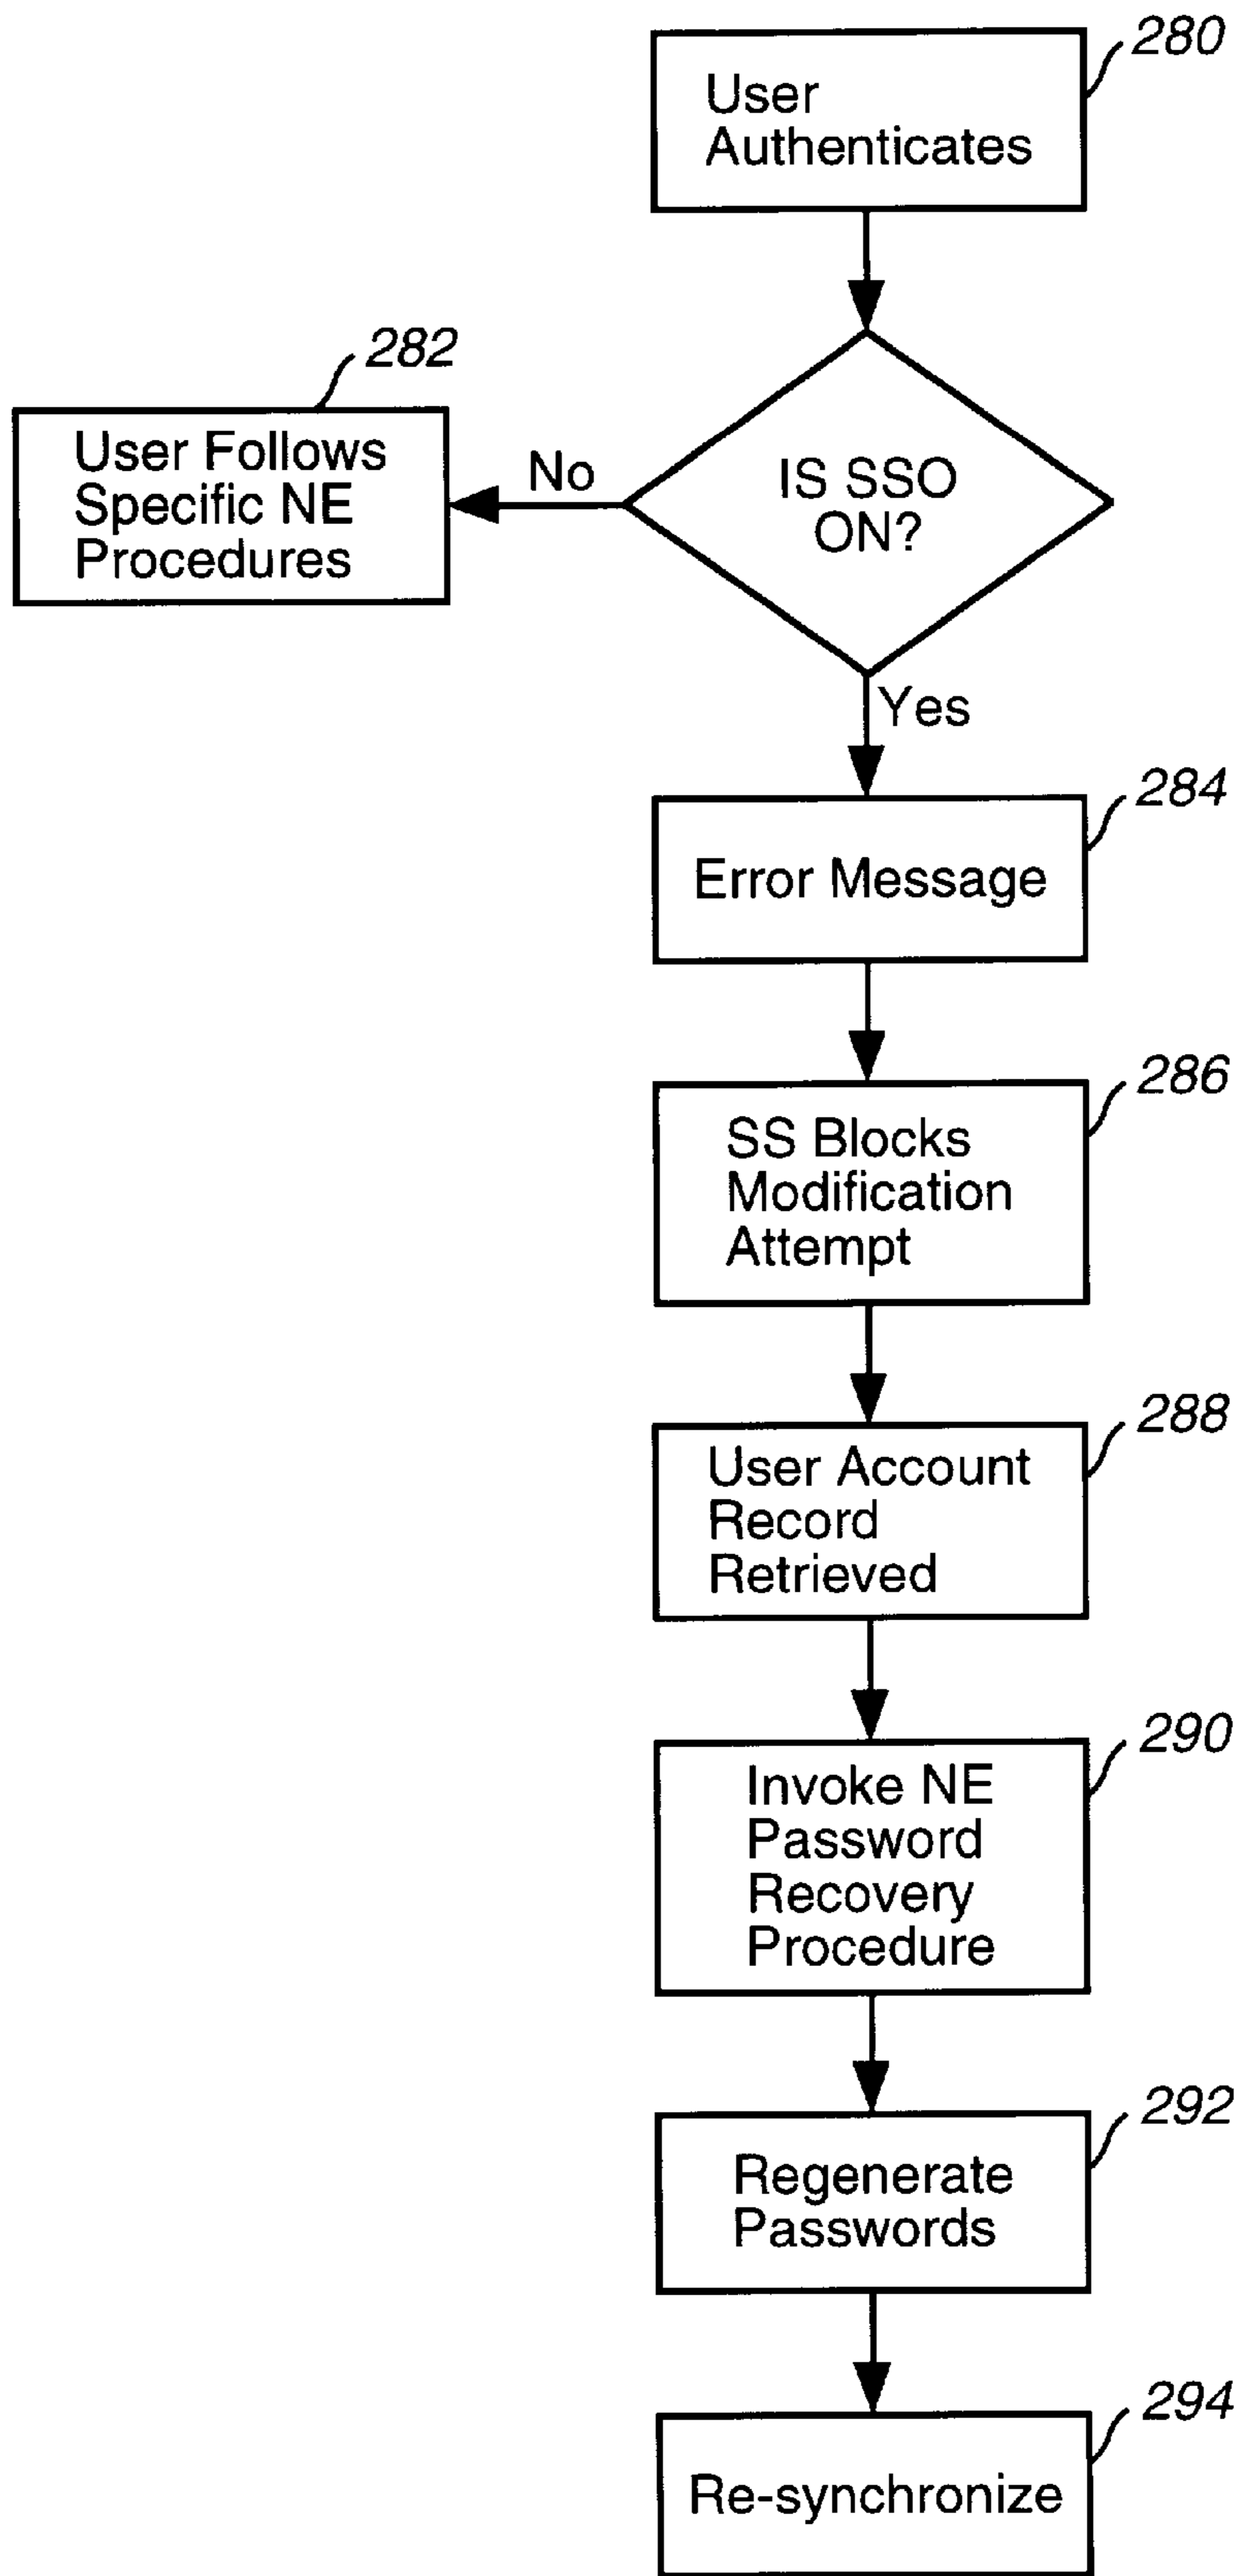 280
User
Authenticates
282
User Follows
Specific NE
Procedures
No
IS SSO
ON?
Yes
284
Error Message
286
SS Blocks
Modification
Attempt
288
User Account
Record
Retrieved
290
Invoke NE
Password
Recovery
Procedure
292
Regenerate
Passwords
294
Re-synchronize